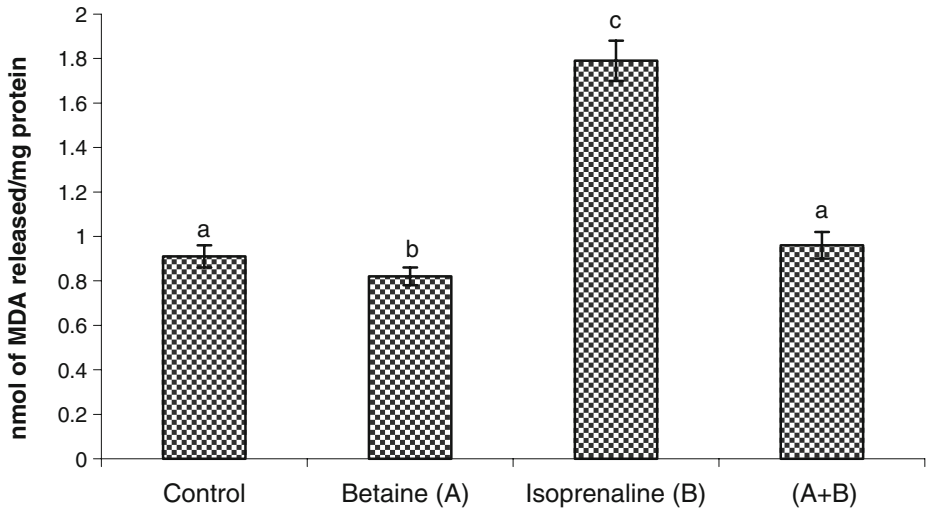 nmol of MDA released/mg protein
2
1.8
1.6
1.4
1.2
1
0.8
0.6
0.4
0.2
0
a
b
c
a
Control
Betaine (A)
Isoprenaline (B)
(A+B)